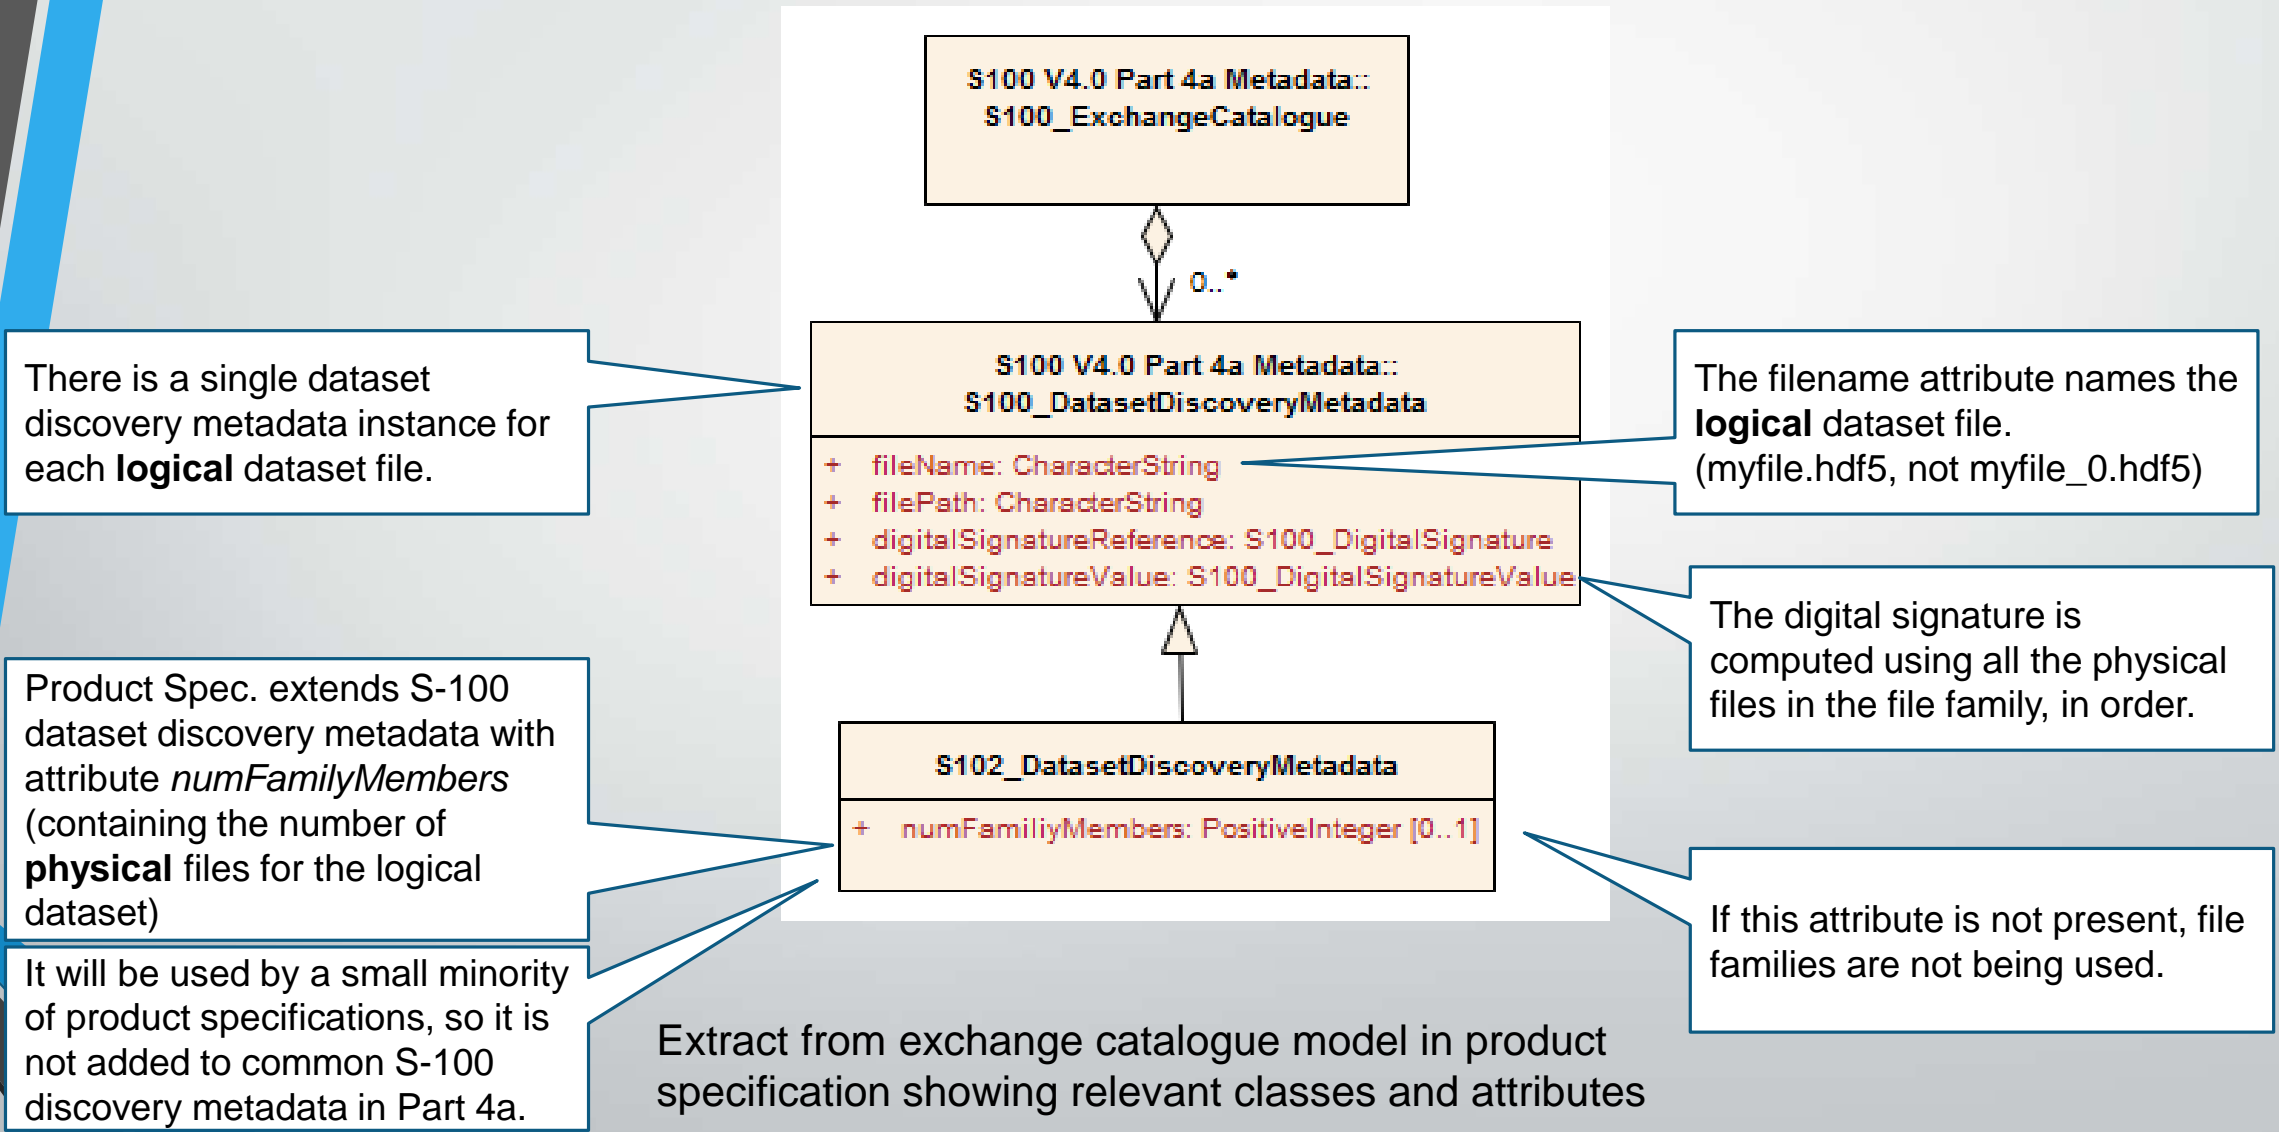 S100 V4.0 Part 4a Metadata::
S100_ExchangeCatalogue
0..*
There is a single dataset
discovery metadata instance for
each logical dataset file.
S100 V4.0 Part 4a Metadata::
S100_DatasetDiscoveryMetadata
+ fileName: CharacterString
+ filePath: CharacterString
+ digitalSignatureReference: S100_DigitalSignature
+ digitalSignatureValue: S100_DigitalSignatureValue
The filename attribute names the
logical dataset file.
(myfile.hdf5, not myfile_0.hdf5)
The digital signature is
computed using all the physical
files in the file family, in order.
Product Spec. extends S-100
dataset discovery metadata with
attribute numFamilyMembers
(containing the number of
physical files for the logical
dataset)
S102_DatasetDiscoveryMetadata
+ numFamiliyMembers: PositiveInteger [0..1]
If this attribute is not present, file
families are not being used.
It will be used by a small minority
of product specifications, so it is
not added to common S-100
discovery metadata in Part 4a.
Extract from exchange catalogue model in product
specification showing relevant classes and attributes